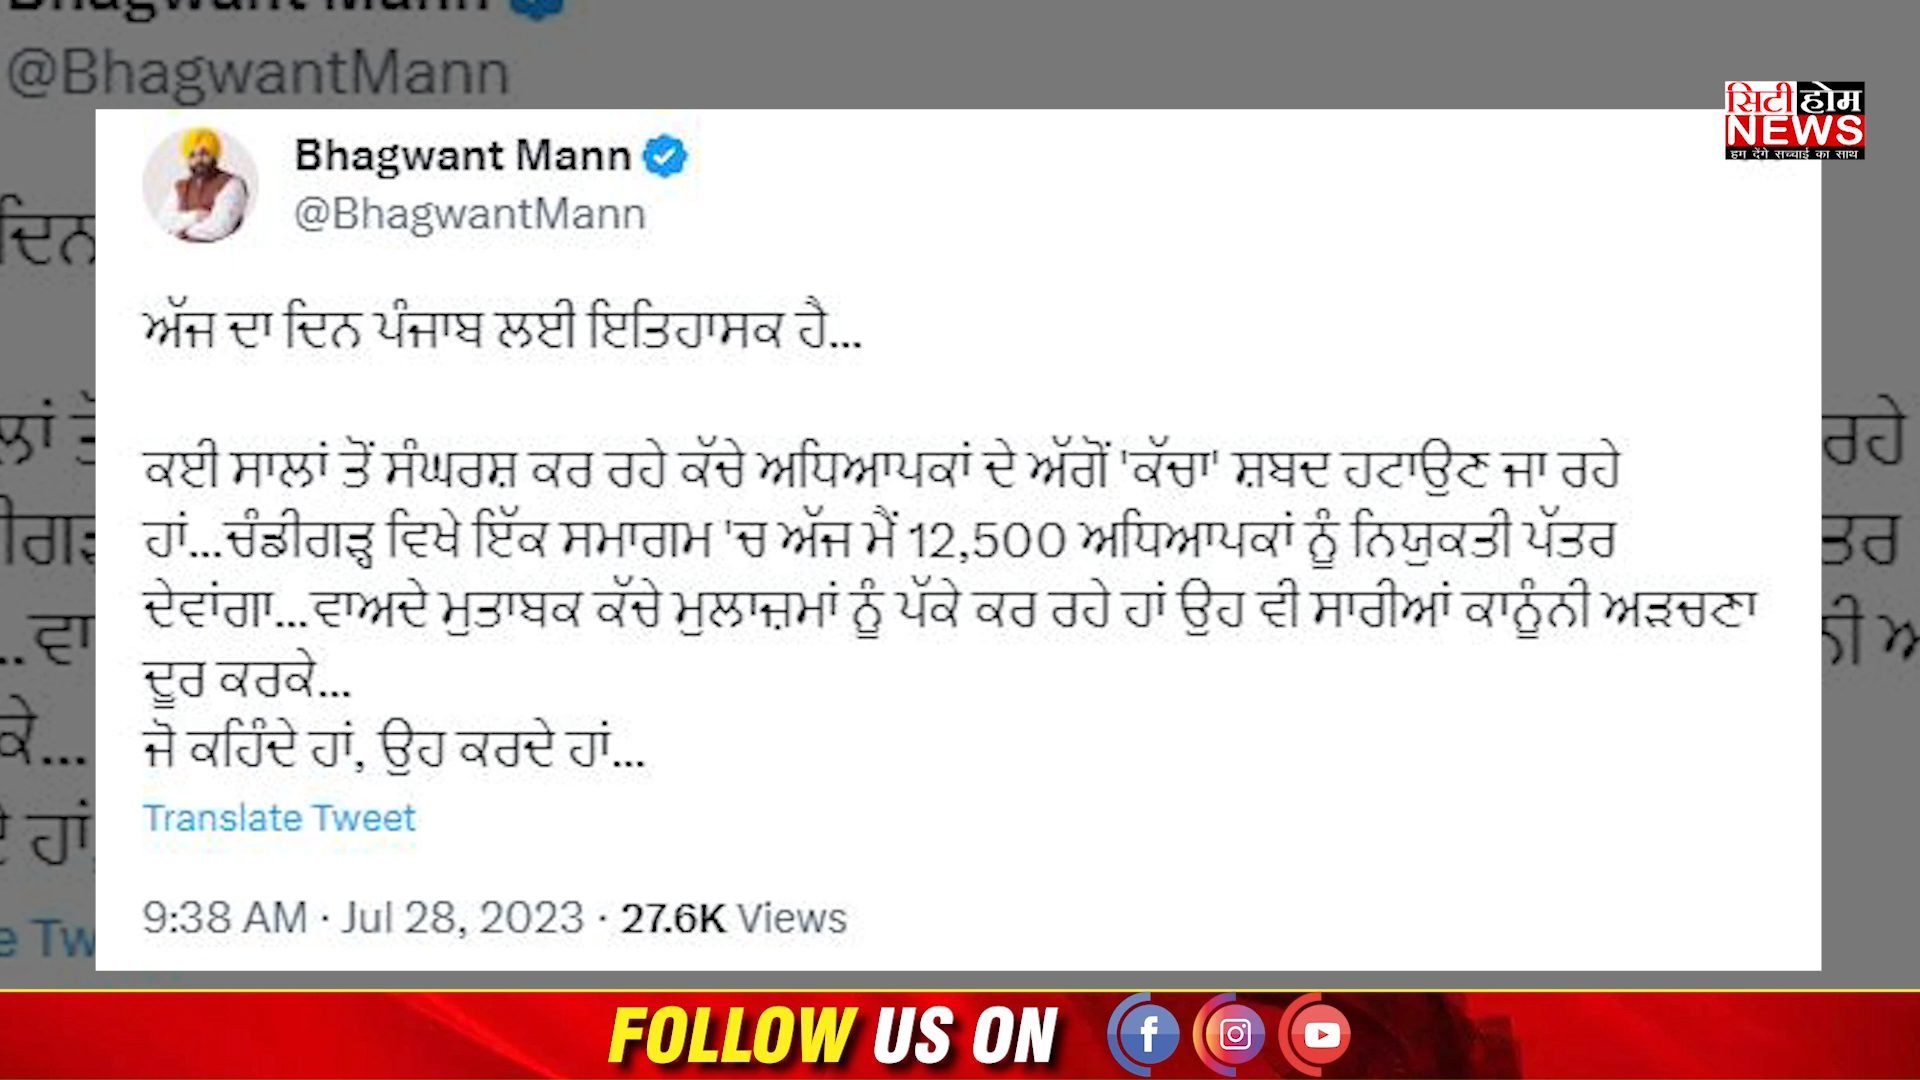 @BhagwantMann
सिटी होम
NEWS
हम देंगे सच्चाई का साथ
Bhagwant Mann
@BhagwantMann
ਅੱਜ ਦਾ ਦਿਨ ਪੰਜਾਬ ਲਈ ਇਤਿਹਾਸਕ ਹੈ...
ਕਈ ਸਾਲਾਂ ਤੋਂ ਸੰਘਰਸ਼ ਕਰ ਰਹੇ ਕੱਚੇ ਅਧਿਆਪਕਾਂ ਦੇ ਅੱਗੋਂ 'ਕੱਚਾ' ਸ਼ਬਦ ਹਟਾਉਣ ਜਾ ਰਹੇ
ਹਾਂ...ਚੰਡੀਗੜ੍ਹ ਵਿਖੇ ਇੱਕ ਸਮਾਗਮ 'ਚ ਅੱਜ ਮੈਂ 12,500 ਅਧਿਆਪਕਾਂ ਨੂੰ ਨਿਯੁਕਤੀ ਪੱਤਰ
ਦੇਵਾਂਗਾ...ਵਾਅਦੇ ਮੁਤਾਬਕ ਕੱਚੇ ਮੁਲਾਜ਼ਮਾਂ ਨੂੰ ਪੱਕੇ ਕਰ ਰਹੇ ਹਾਂ ਉਹ ਵੀ ਸਾਰੀਆਂ ਕਾਨੂੰਨੀ ਅੜਚਣਾ
ਦੂਰ ਕਰਕੇ...
ਜੋ ਕਹਿੰਦੇ ਹਾਂ, ਉਹ ਕਰਦੇ ਹਾਂ...
Translate Tweet
9:38 AM · Jul 28, 2023 · 27.6K Views
FOLLOW US ON